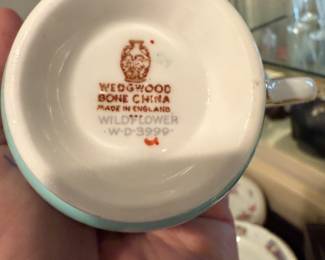 WEDGWOOD
BONE CHINA
MADE IN ENGLAND
WILDFLOWER
·W·D·3999·